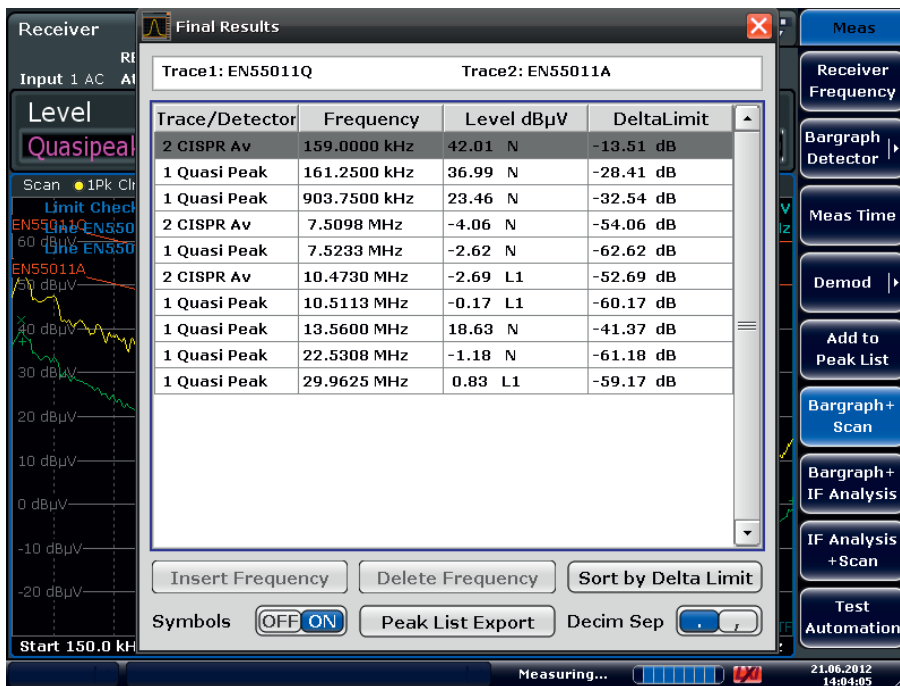 Receiver
Final Results
Meas
RE
Input 1 AC At
Trace1: EN55011Q Trace2: EN55011A
Receiver Frequency
Level
Quasipeak
Trace/Detector Frequency Level dBµV DeltaLimit
2 CISPR Av 159.0000 kHz 42.01 N -13.51 dB
1 Quasi Peak 161.2500 kHz 36.99 N -28.41 dB
1 Quasi Peak 903.7500 kHz 23.46 N -32.54 dB
2 CISPR Av 7.5098 MHz -4.06 N -54.06 dB
1 Quasi Peak 7.5233 MHz -2.62 N -62.62 dB
2 CISPR Av 10.4730 MHz -2.69 L1 -52.69 dB
1 Quasi Peak 10.5113 MHz -0.17 L1 -60.17 dB
1 Quasi Peak 13.5600 MHz 18.63 N -41.37 dB
1 Quasi Peak 22.5308 MHz -1.18 N -61.18 dB
1 Quasi Peak 29.9625 MHz 0.83 L1 -59.17 dB
Bargraph Detector
Meas Time
Demod
Add to Peak List
Bargraph+ Scan
Bargraph+ IF Analysis
IF Analysis +Scan
Test Automation
Scan 1Pk Clr
Limit Check
EN55011Q
Line EN550
60 dBµV
Line EN550
EN55011A
50 dBµV
40 dBµV
30 dBµV
20 dBµV
10 dBµV
0 dBµV
-10 dBµV
-20 dBµV
Start 150.0 kH
Insert Frequency Delete Frequency Sort by Delta Limit
Symbols OFF ON Peak List Export Decim Sep . ,
Measuring...
LXI
21.06.2012
14:04:05